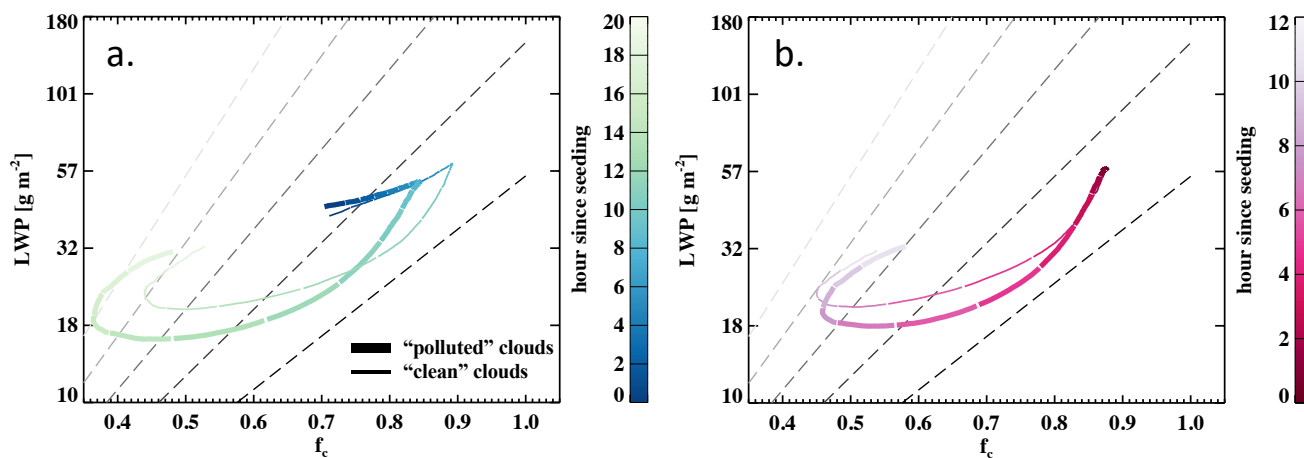 a.
180
101
57
32
18
10
LWP [g m-2]
0.4 0.5 0.6 0.7 0.8 0.9 1.0
fc
"polluted" clouds
"clean" clouds
20
18
16
14
12
10
8
6
4
2
0
hour since seeding
b.
180
101
57
32
18
10
LWP [g m-2]
0.4 0.5 0.6 0.7 0.8 0.9 1.0
fc
12
10
8
6
4
2
0
hour since seeding